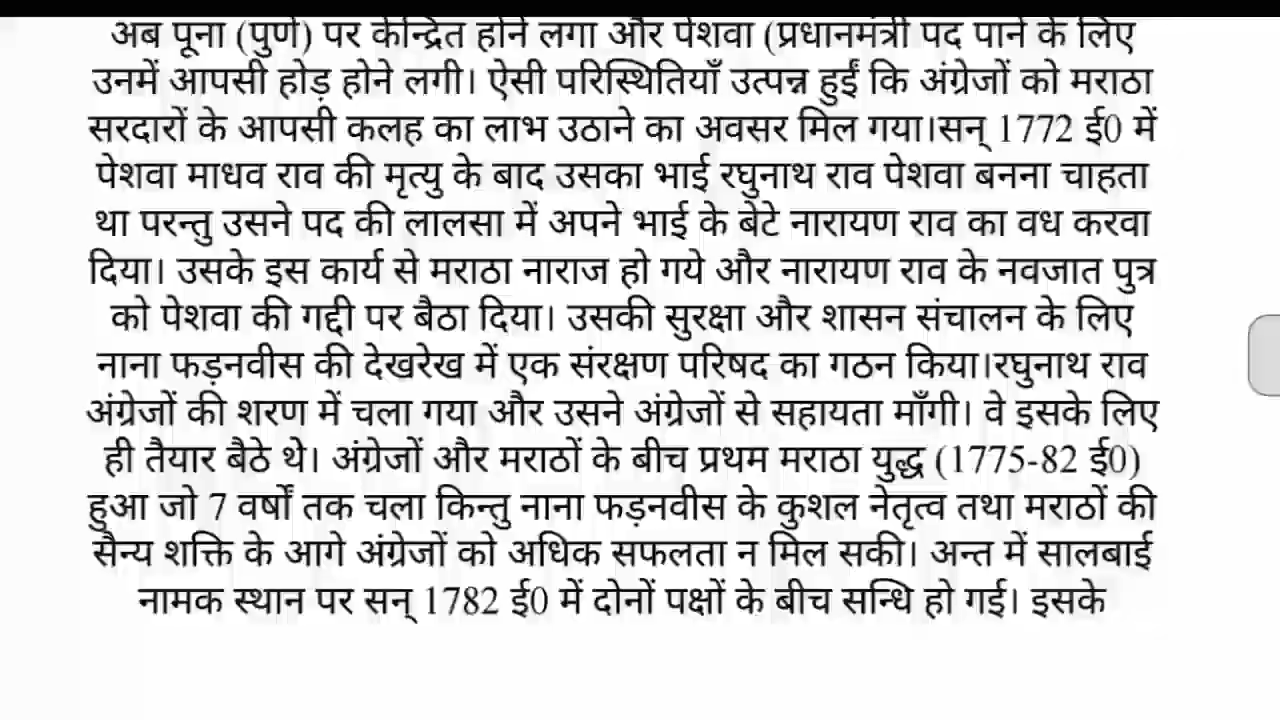 अब पूना (पुणे) पर केन्द्रित होने लगा और पेशवा (प्रधानमंत्री पद पाने के लिए
उनमें आपसी होड़ होने लगी। ऐसी परिस्थितियाँ उत्पन्न हुईं कि अंग्रेजों को मराठा
सरदारों के आपसी कलह का लाभ उठाने का अवसर मिल गया।सन् 1772 ई0 में
पेशवा माधव राव की मृत्यु के बाद उसका भाई रघुनाथ राव पेशवा बनना चाहता
था परन्तु उसने पद की लालसा में अपने भाई के बेटे नारायण राव का वध करवा
दिया। उसके इस कार्य से मराठा नाराज हो गये और नारायण राव के नवजात पुत्र
को पेशवा की गद्दी पर बैठा दिया। उसकी सुरक्षा और शासन संचालन के लिए
नाना फड़नवीस की देखरेख में एक संरक्षण परिषद का गठन किया।रघुनाथ राव
अंग्रेजों की शरण में चला गया और उसने अंग्रेजों से सहायता माँगी। वे इसके लिए
ही तैयार बैठे थे। अंग्रेजों और मराठों के बीच प्रथम मराठा युद्ध (1775-82 ई0)
हुआ जो 7 वर्षों तक चला किन्तु नाना फड़नवीस के कुशल नेतृत्व तथा मराठों की
सैन्य शक्ति के आगे अंग्रेजों को अधिक सफलता न मिल सकी। अन्त में सालबाई
नामक स्थान पर सन् 1782 ई0 में दोनों पक्षों के बीच सन्धि हो गई। इसके